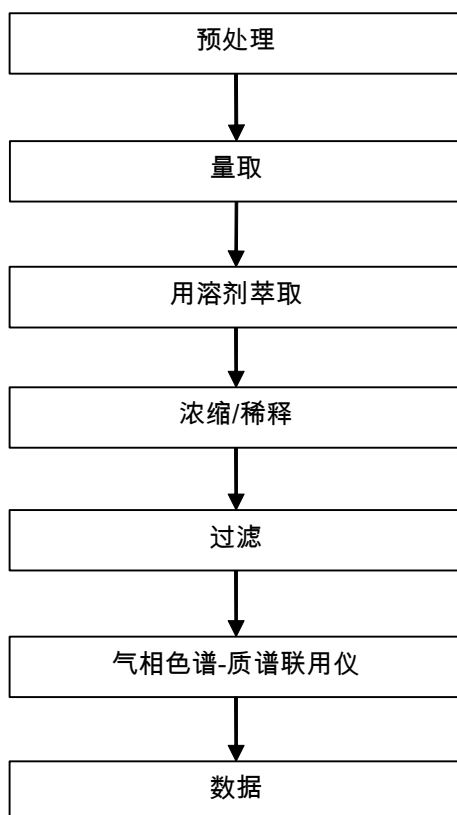 预处理
量取
用溶剂萃取
浓缩/稀释
过滤
气相色谱-质谱联用仪
数据